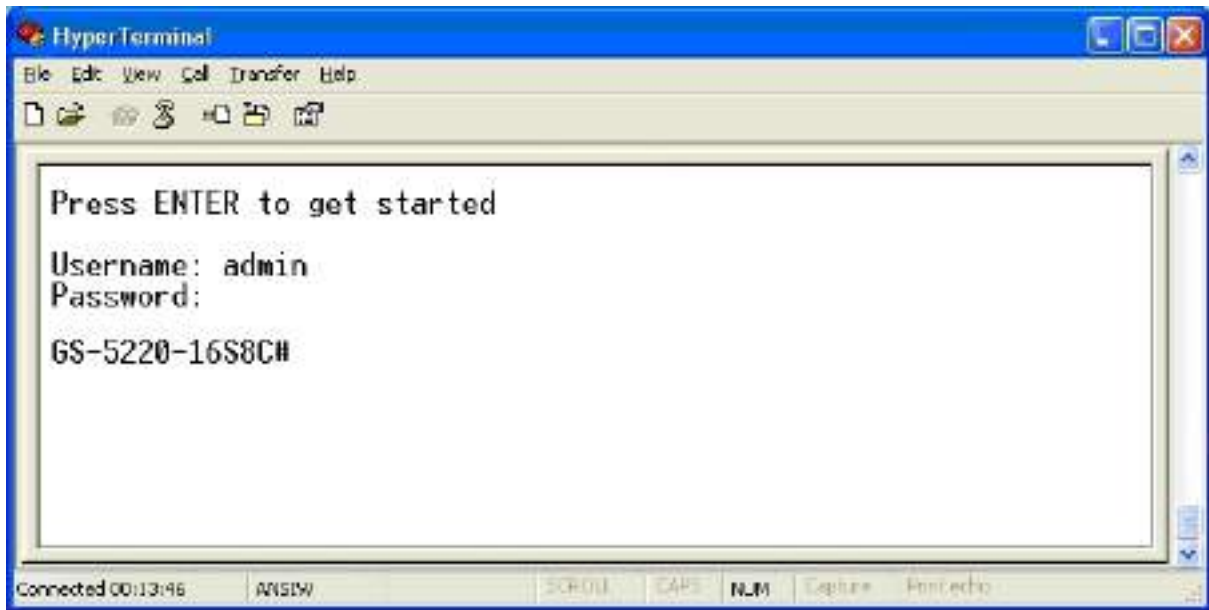 HyperTerminal
File Edit View Call Transfer Help
Press ENTER to get started
Username: admin
Password:
GS-5220-16S8C#
Connected 00:13:46 ANSIW SCROLL CAPS NUM Capture Print echo